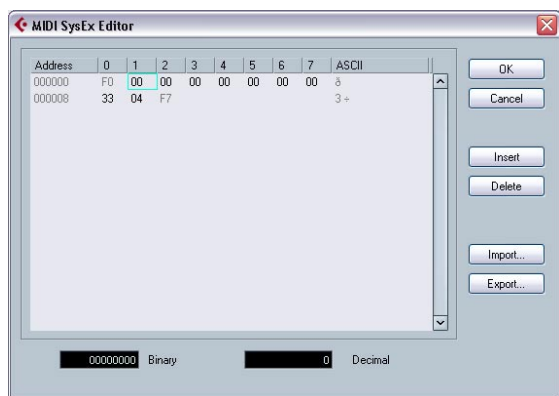 MIDI SysEx Editor
Address 0 1 2 3 4 5 6 7 ASCII
000000 F0 00 00 00 00 00 00 00 ð
000008 33 04 F7 3 ÷
OK
Cancel
Insert
Delete
Import...
Export...
00000000 Binary 0 Decimal